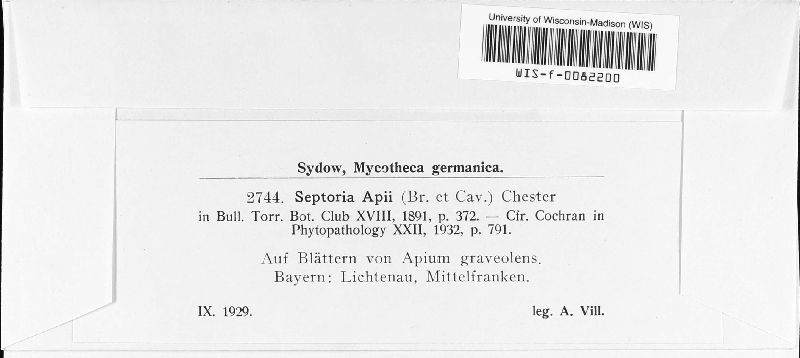 University of Wisconsin-Madison (WIS)
WIS-f-0082200
Sydow, Mycotheca germanica.
2744. Septoria Apii (Br. et Cav.) Chester
in Bull. Torr. Bot. Club XVIII, 1891, p. 372. — Cfr. Cochran in
Phytopathology XXII, 1932, p. 791.
Auf Blättern von Apium graveolens.
Bayern: Lichtenau, Mittelfranken.
IX. 1929. leg. A. Vill.